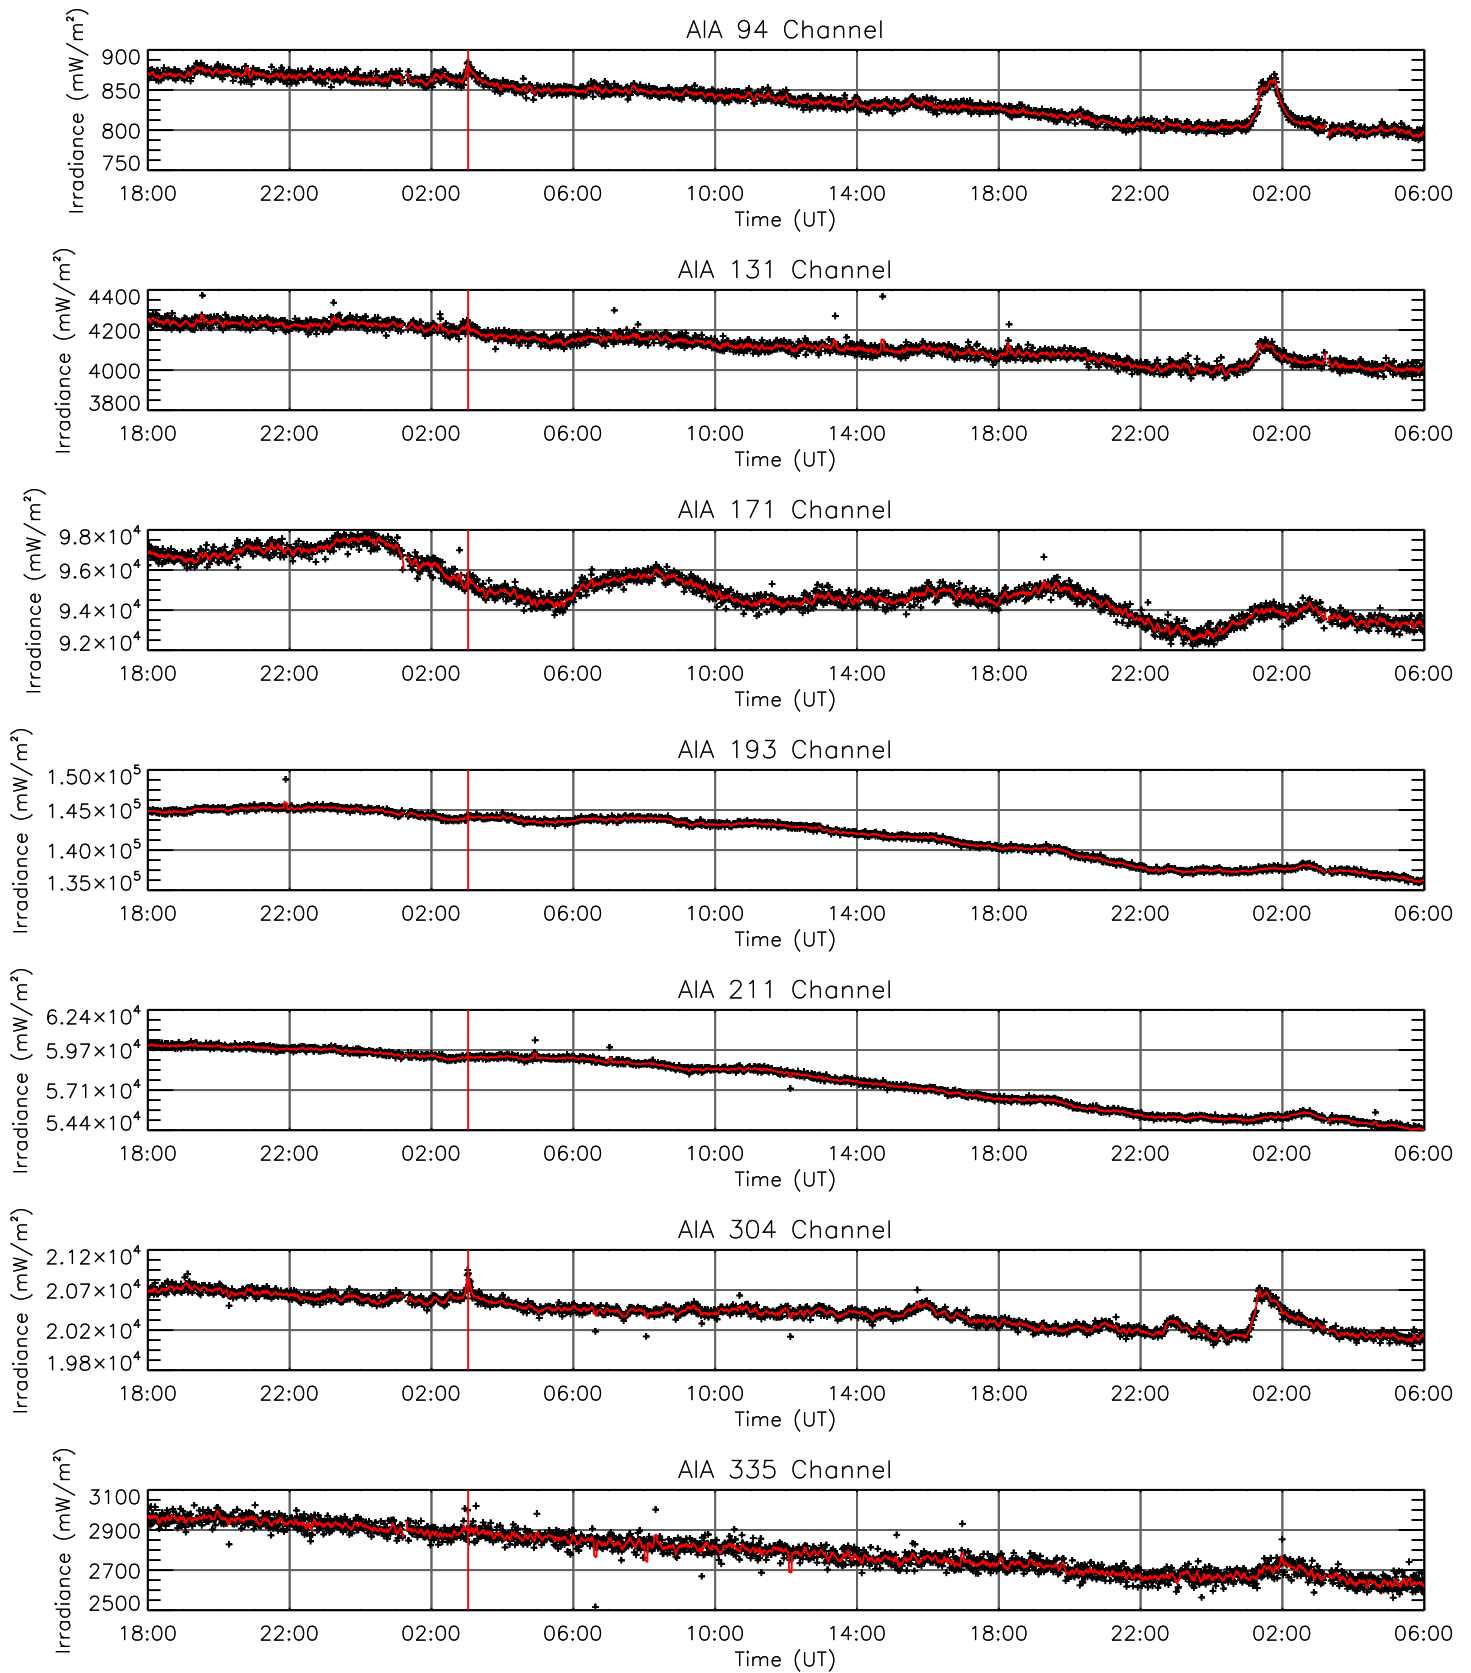 AIA 94 Channel
Irradiance (mW/m²)
900
850
800
750
18:00 22:00 02:00 06:00 10:00 14:00 18:00 22:00 02:00 06:00
Time (UT)
AIA 131 Channel
Irradiance (mW/m²)
4400
4200
4000
3800
18:00 22:00 02:00 06:00 10:00 14:00 18:00 22:00 02:00 06:00
Time (UT)
AIA 171 Channel
Irradiance (mW/m²)
9.8×10⁴
9.6×10⁴
9.4×10⁴
9.2×10⁴
18:00 22:00 02:00 06:00 10:00 14:00 18:00 22:00 02:00 06:00
Time (UT)
AIA 193 Channel
Irradiance (mW/m²)
1.50×10⁵
1.45×10⁵
1.40×10⁵
1.35×10⁵
18:00 22:00 02:00 06:00 10:00 14:00 18:00 22:00 02:00 06:00
Time (UT)
AIA 211 Channel
Irradiance (mW/m²)
6.24×10⁴
5.97×10⁴
5.71×10⁴
5.44×10⁴
18:00 22:00 02:00 06:00 10:00 14:00 18:00 22:00 02:00 06:00
Time (UT)
AIA 304 Channel
Irradiance (mW/m²)
2.12×10⁴
2.07×10⁴
2.02×10⁴
1.98×10⁴
18:00 22:00 02:00 06:00 10:00 14:00 18:00 22:00 02:00 06:00
Time (UT)
AIA 335 Channel
Irradiance (mW/m²)
3100
2900
2700
2500
18:00 22:00 02:00 06:00 10:00 14:00 18:00 22:00 02:00 06:00
Time (UT)